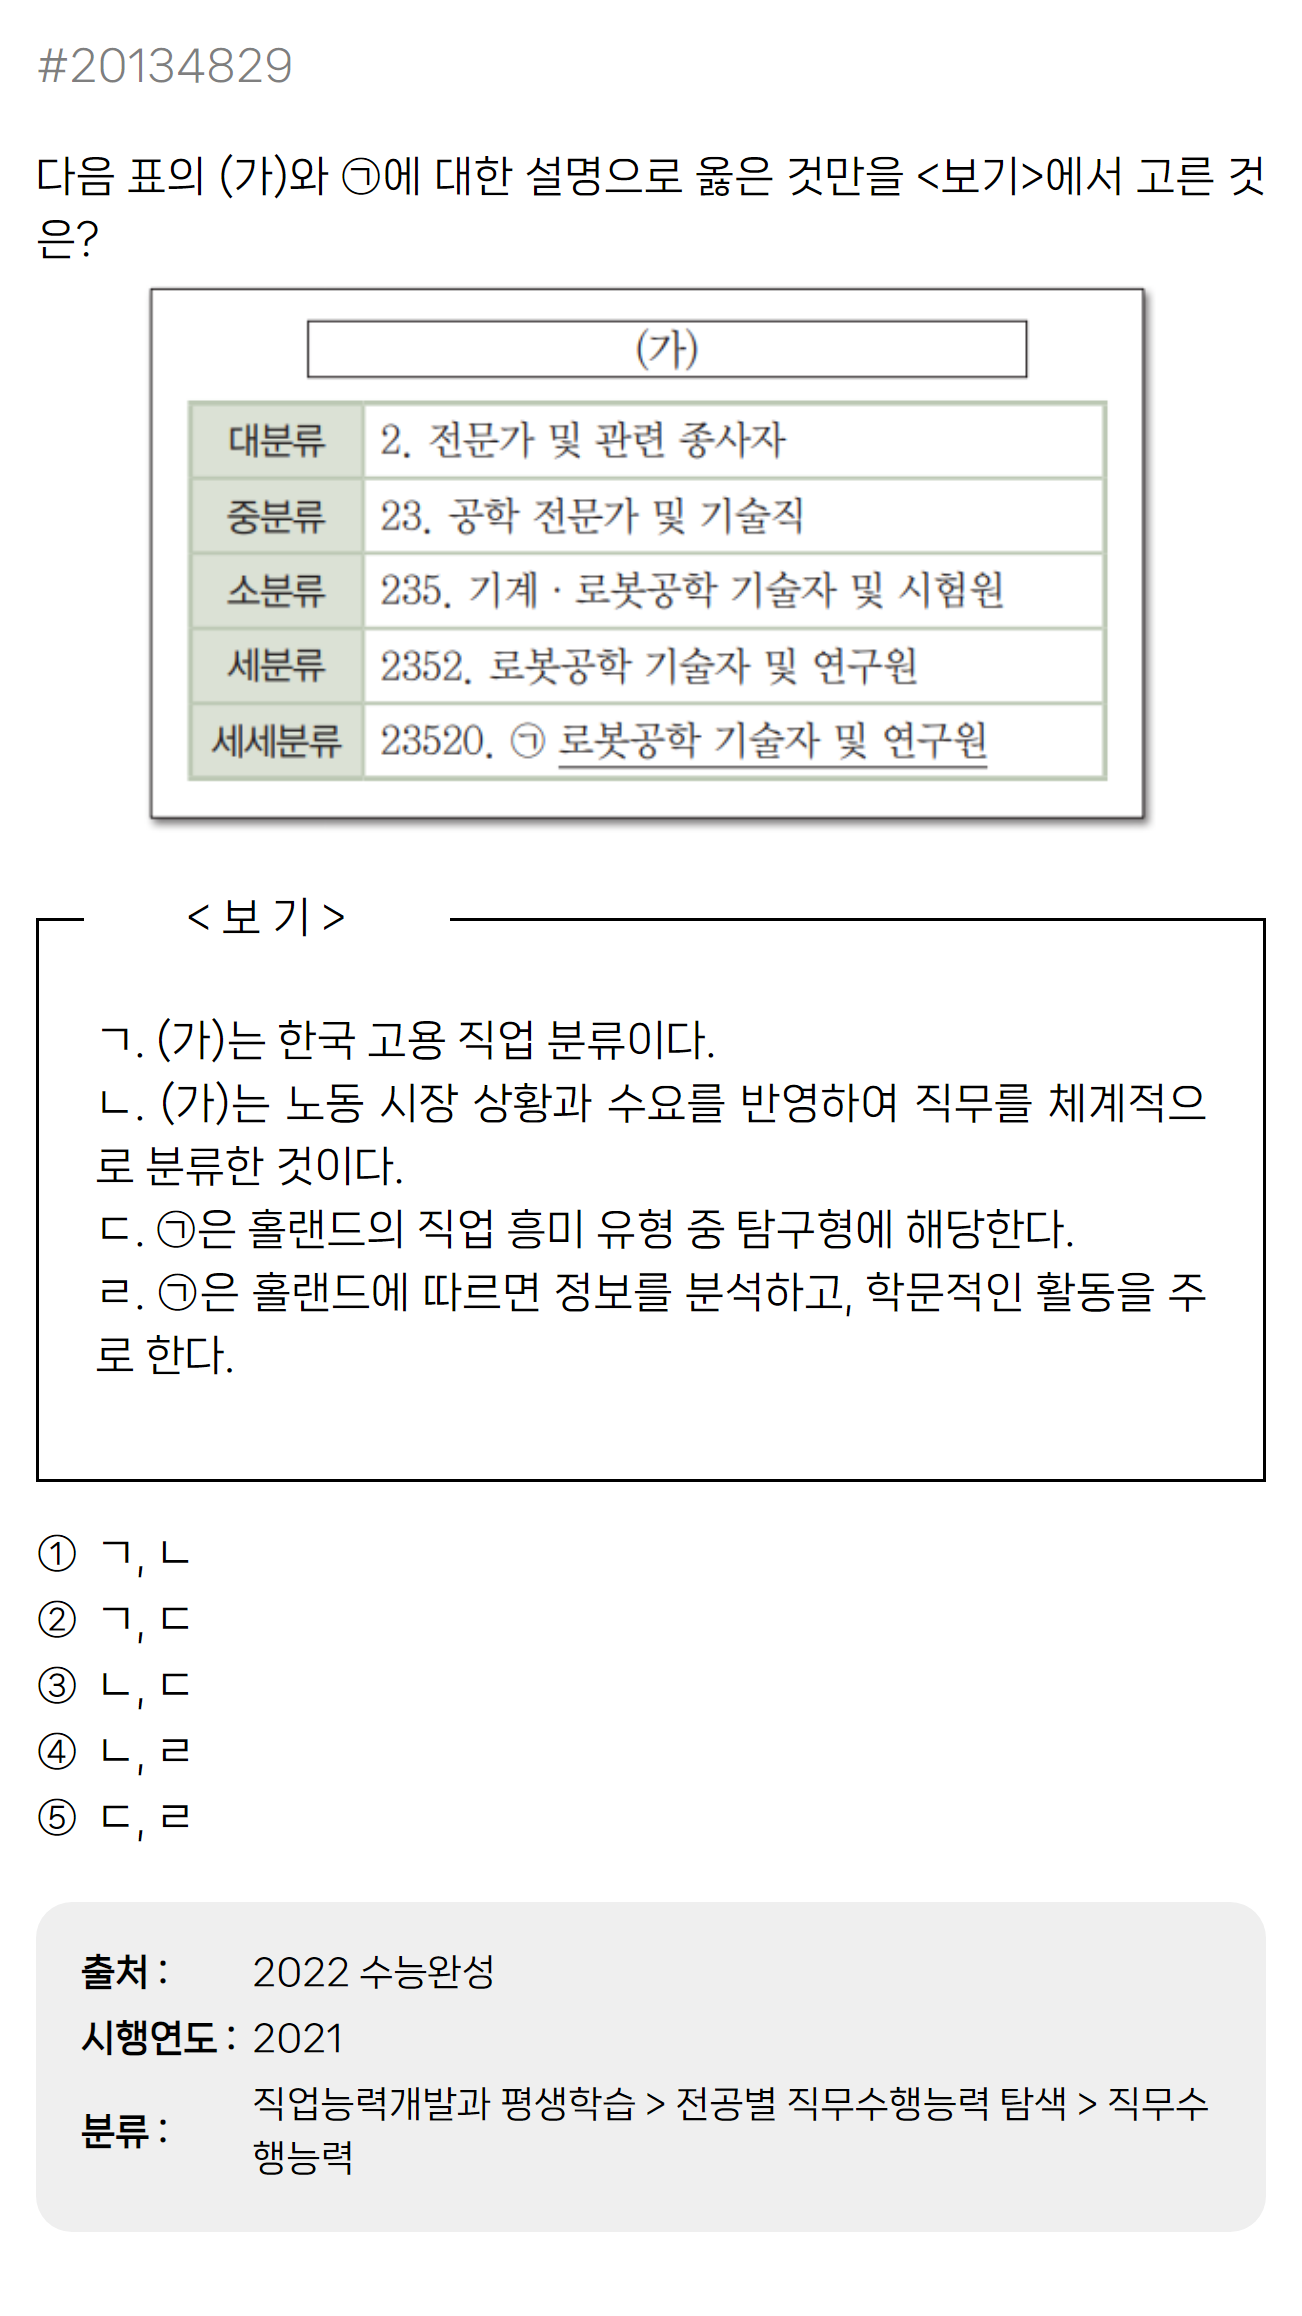 #20134829
다음 표의 (가)와 ㉠에 대한 설명으로 옳은 것만을 <보기>에서 고른 것
은?
(가)
대분류 2. 전문가 및 관련 종사자
중분류 23. 공학 전문가 및 기술직
소분류 235. 기계 · 로봇공학 기술자 및 시험원
세분류 2352. 로봇공학 기술자 및 연구원
세세분류 23520. ㉠ 로봇공학 기술자 및 연구원
< 보 기 >
ㄱ. (가)는 한국 고용 직업 분류이다.
ㄴ. (가)는 노동 시장 상황과 수요를 반영하여 직무를 체계적으
로 분류한 것이다.
ㄷ. ㉠은 홀랜드의 직업 흥미 유형 중 탐구형에 해당한다.
ㄹ. ㉠은 홀랜드에 따르면 정보를 분석하고, 학문적인 활동을 주
로 한다.
① ㄱ, ㄴ
② ㄱ, ㄷ
③ ㄴ, ㄷ
④ ㄴ, ㄹ
⑤ ㄷ, ㄹ
출처 : 2022 수능완성
시행연도 : 2021
분류 : 직업능력개발과 평생학습 > 전공별 직무수행능력 탐색 > 직무수
행능력